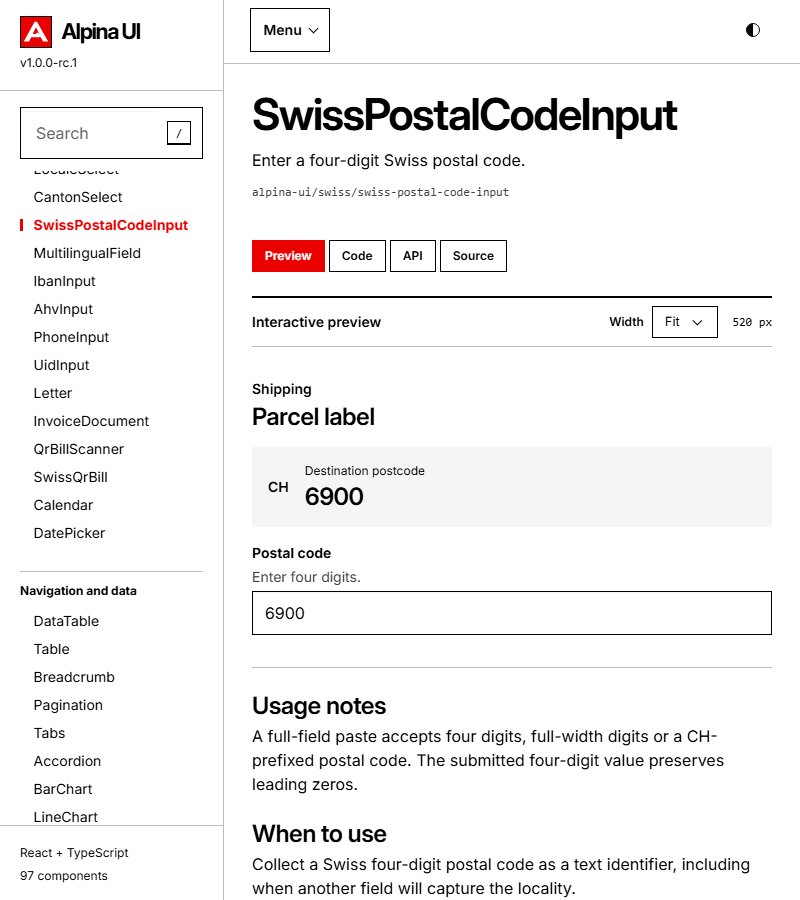 Alpina UI
v1.0.0-rc.1
Search /
LocaleSelect
CantonSelect
SwissPostalCodeInput
MultilingualField
IbanInput
AhvInput
PhoneInput
UidInput
Letter
InvoiceDocument
QrBillScanner
SwissQrBill
Calendar
DatePicker
Navigation and data
DataTable
Table
Breadcrumb
Pagination
Tabs
Accordion
BarChart
LineChart
React + TypeScript
97 components
Menu
SwissPostalCodeInput
Enter a four-digit Swiss postal code.
alpina-ui/swiss/swiss-postal-code-input
Preview Code API Source
Interactive preview Width Fit 520 px
Shipping
Parcel label
CH
Destination postcode
6900
Postal code
Enter four digits.
6900
Usage notes
A full-field paste accepts four digits, full-width digits or a CH-
prefixed postal code. The submitted four-digit value preserves
leading zeros.
When to use
Collect a Swiss four-digit postal code as a text identifier, including
when another field will capture the locality.